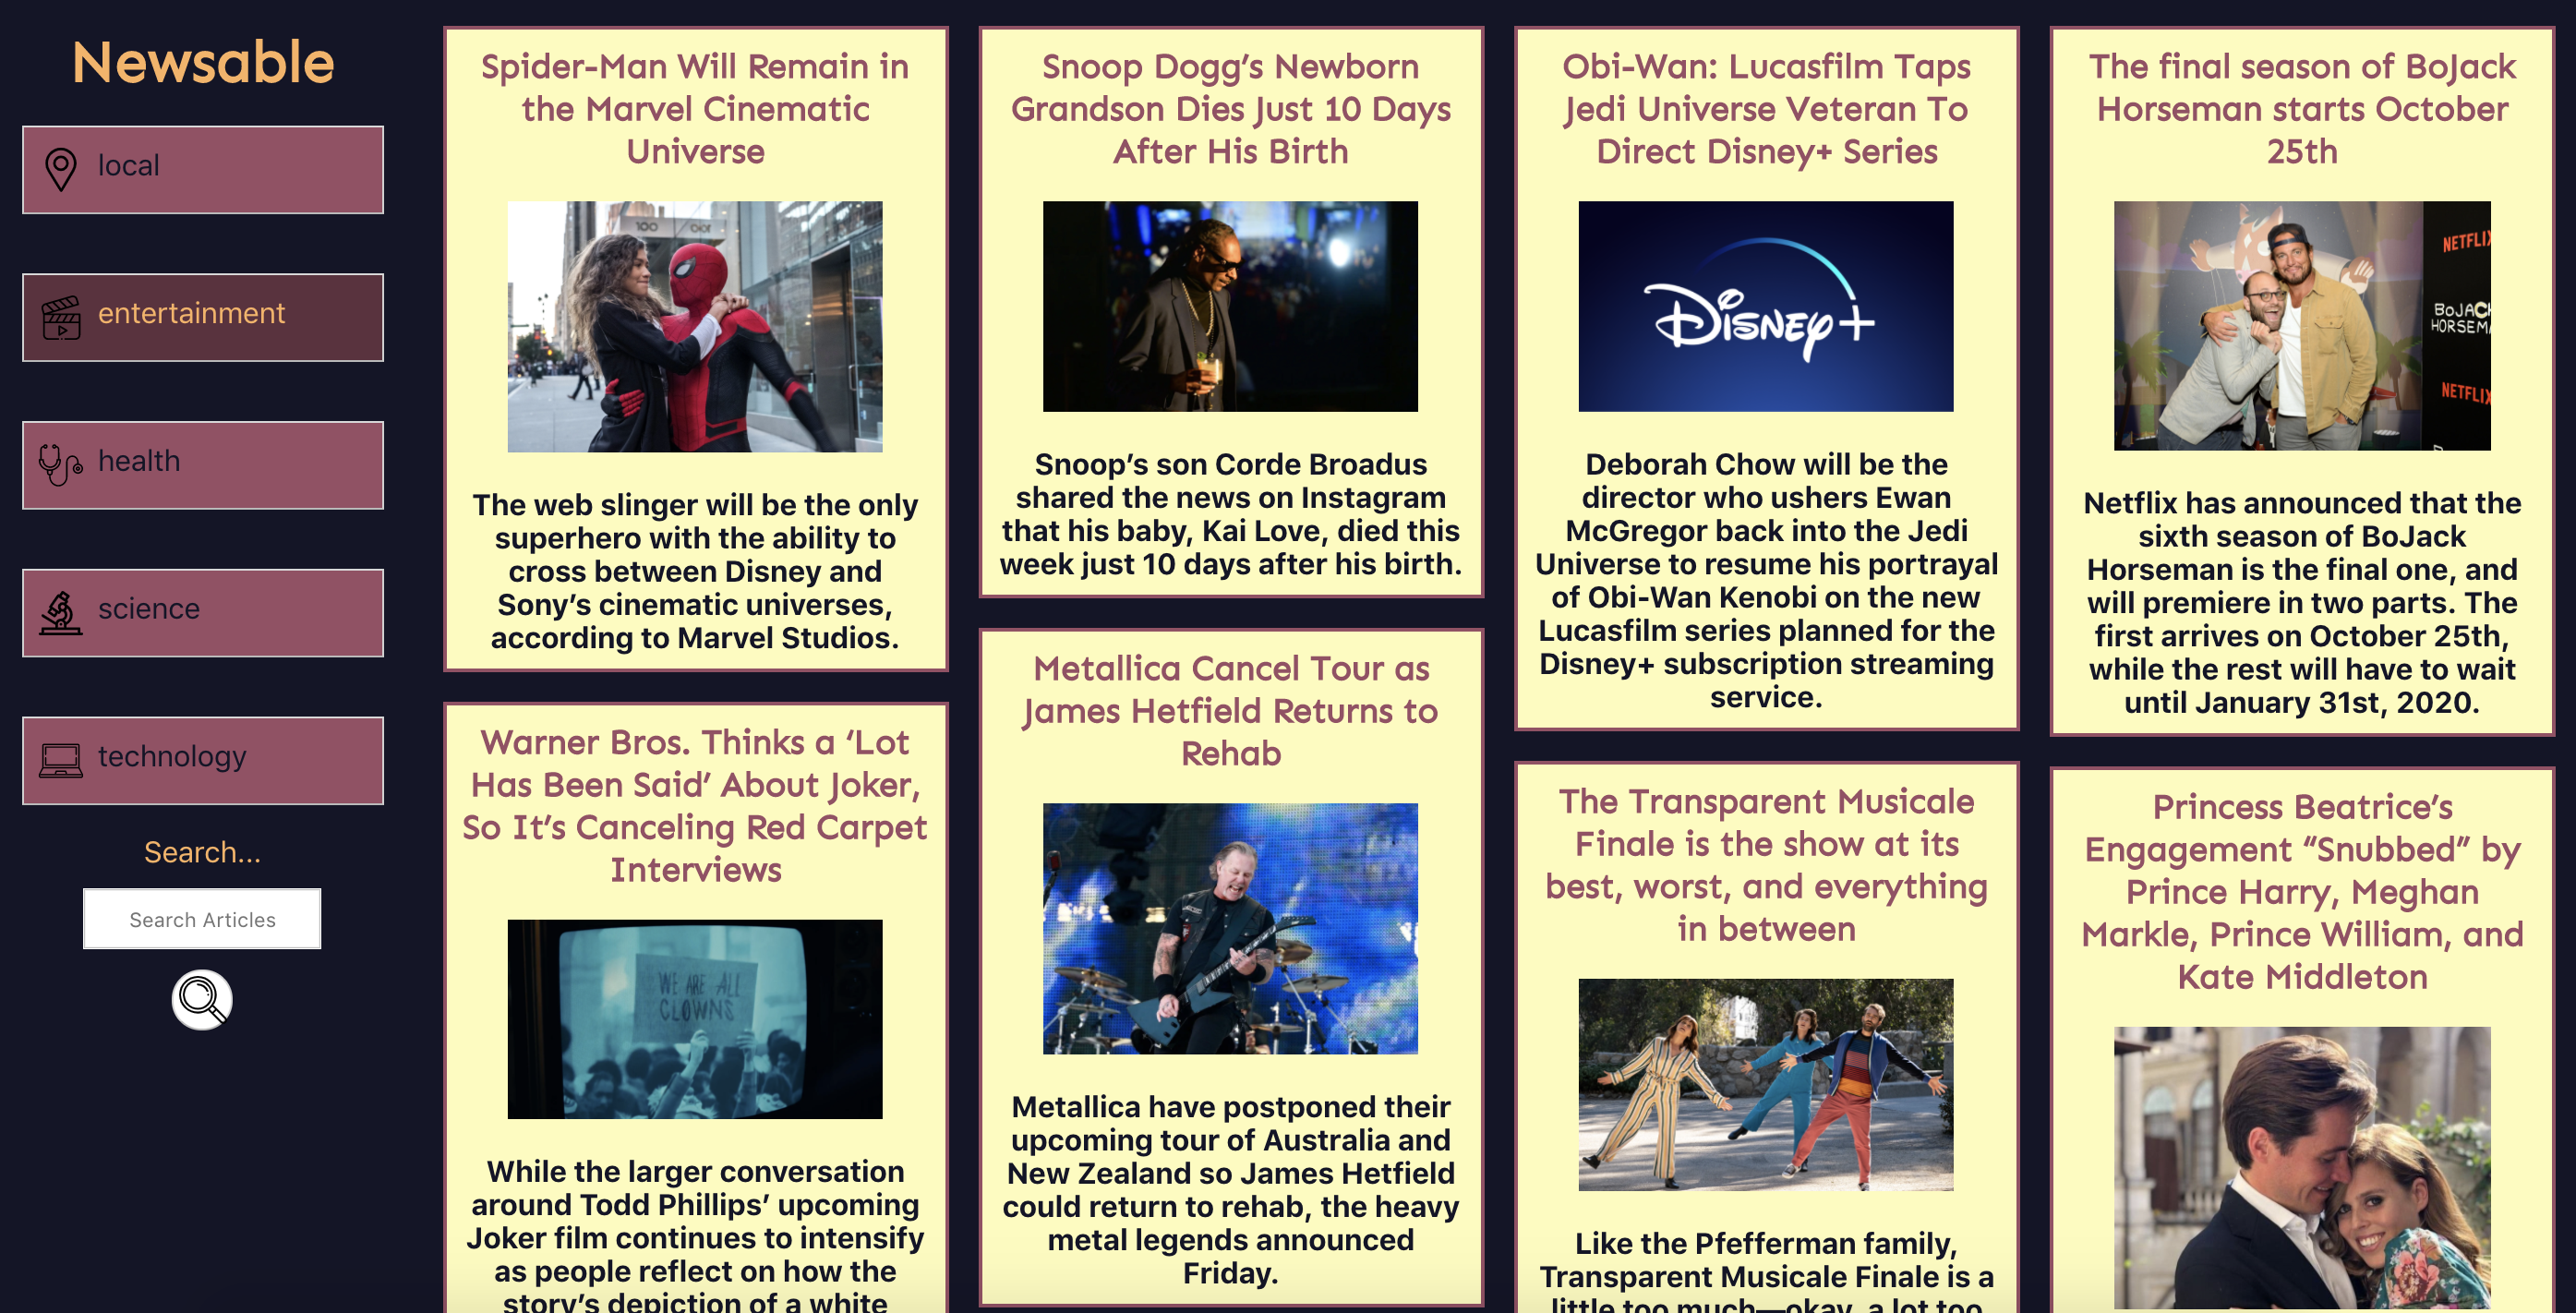 Newsable
local
entertainment
health
science
technology
Search...
Search Articles
Spider-Man Will Remain in
the Marvel Cinematic
Universe
100 Dior
The web slinger will be the only
superhero with the ability to
cross between Disney and
Sony’s cinematic universes,
according to Marvel Studios.
Warner Bros. Thinks a ‘Lot
Has Been Said’ About Joker,
So It’s Canceling Red Carpet
Interviews
WE ARE ALL
CLOWNS
While the larger conversation
around Todd Phillips’ upcoming
Joker film continues to intensify
as people reflect on how the
story’s depiction of a white
Snoop Dogg’s Newborn
Grandson Dies Just 10 Days
After His Birth
Snoop’s son Corde Broadus
shared the news on Instagram
that his baby, Kai Love, died this
week just 10 days after his birth.
Metallica Cancel Tour as
James Hetfield Returns to
Rehab
Metallica have postponed their
upcoming tour of Australia and
New Zealand so James Hetfield
could return to rehab, the heavy
metal legends announced
Friday.
Obi-Wan: Lucasfilm Taps
Jedi Universe Veteran To
Direct Disney+ Series
Disney+
Deborah Chow will be the
director who ushers Ewan
McGregor back into the Jedi
Universe to resume his portrayal
of Obi-Wan Kenobi on the new
Lucasfilm series planned for the
Disney+ subscription streaming
service.
The Transparent Musicale
Finale is the show at its
best, worst, and everything
in between
Like the Pfefferman family,
Transparent Musicale Finale is a
little too much—okay, a lot too
The final season of BoJack
Horseman starts October
25th
NETFLIX
BOJACK
HORSEM
NETFLIX
Netflix has announced that the
sixth season of BoJack
Horseman is the final one, and
will premiere in two parts. The
first arrives on October 25th,
while the rest will have to wait
until January 31st, 2020.
Princess Beatrice’s
Engagement “Snubbed” by
Prince Harry, Meghan
Markle, Prince William, and
Kate Middleton